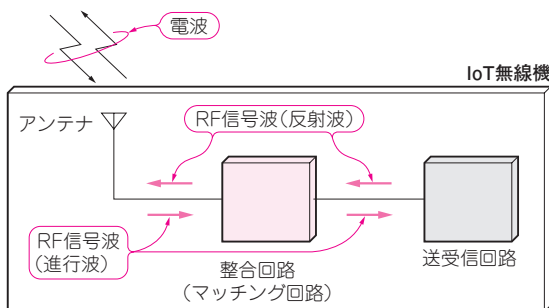 電波
IoT無線機
アンテナ
RF信号波(反射波)
RF信号波
(進行波)
整合回路
(マッチング回路)
送受信回路